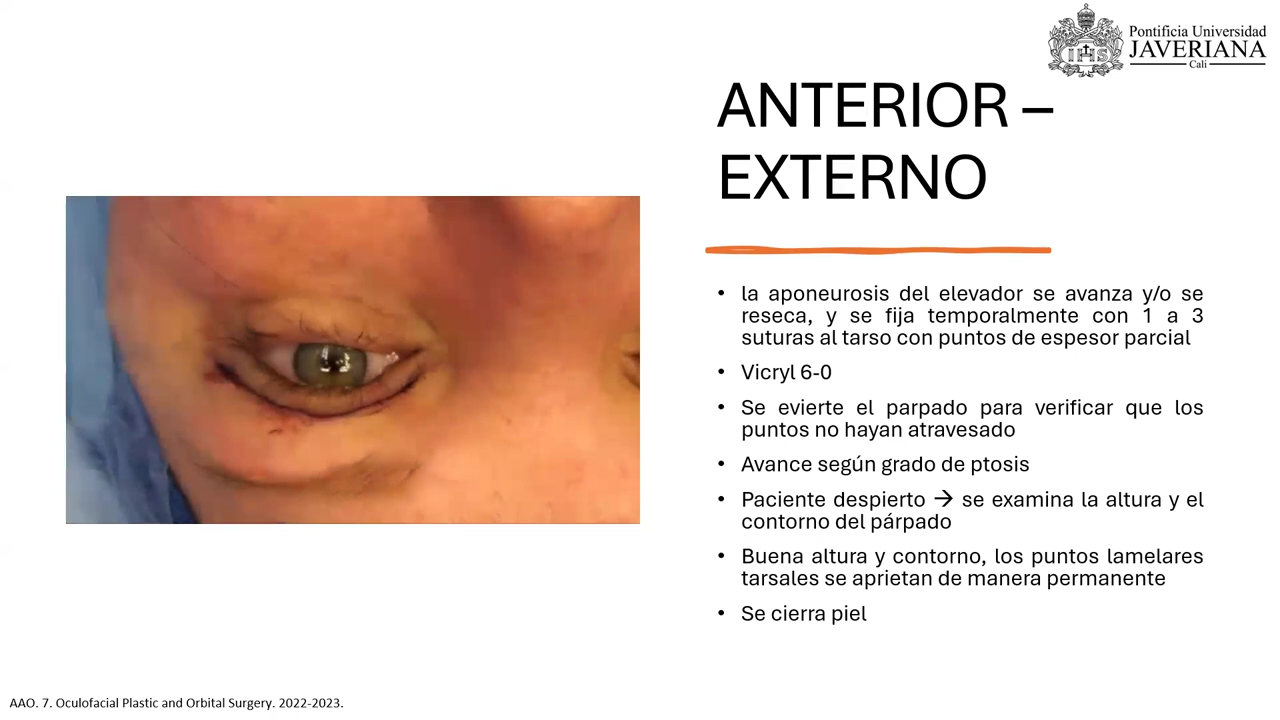 Pontificia Universidad
JAVERIANA
Cali
IHS
ANTERIOR –
EXTERNO
• la aponeurosis del elevador se avanza y/o se
reseca, y se fija temporalmente con 1 a 3
suturas al tarso con puntos de espesor parcial
• Vicryl 6-0
• Se evierte el parpado para verificar que los
puntos no hayan atravesado
• Avance según grado de ptosis
• Paciente despierto → se examina la altura y el
contorno del párpado
• Buena altura y contorno, los puntos lamelares
tarsales se aprietan de manera permanente
• Se cierra piel
AAO. 7. Oculofacial Plastic and Orbital Surgery. 2022-2023.